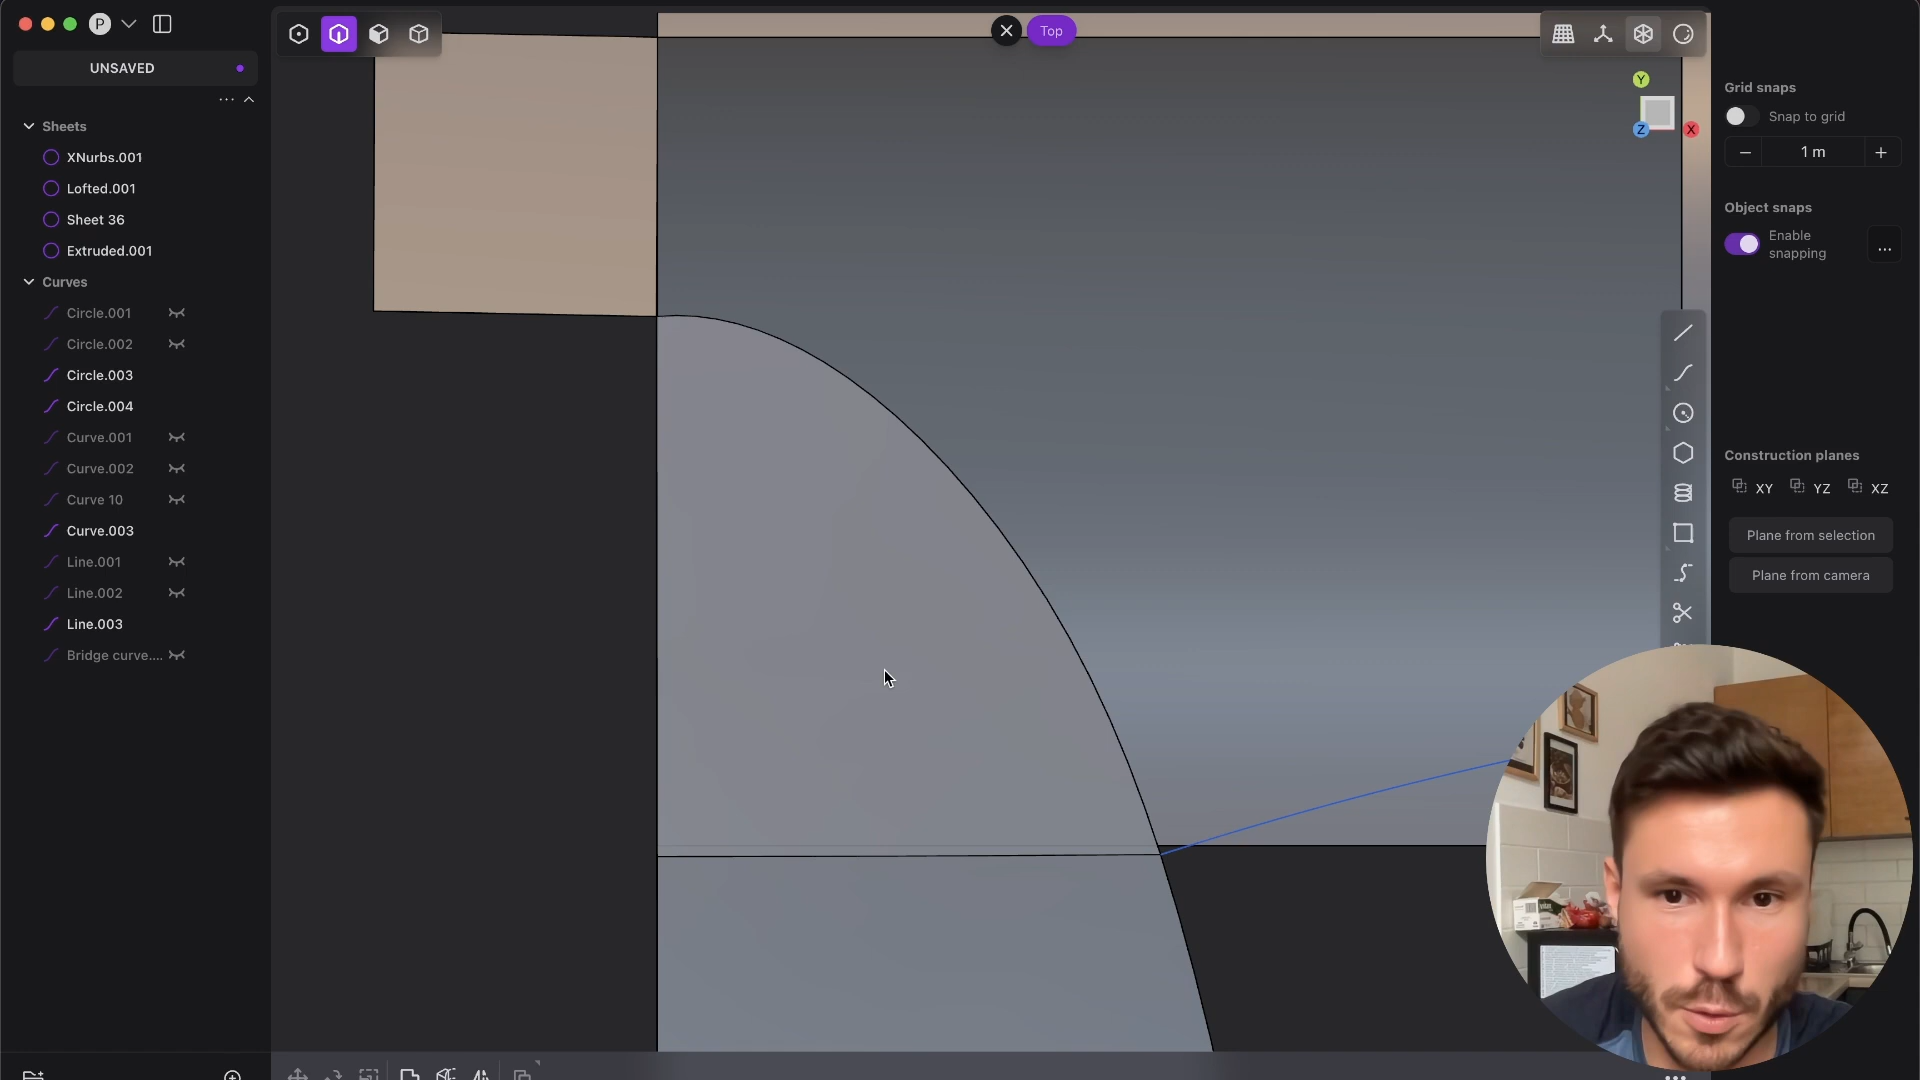 P
UNSAVED
Sheets
XNurbs.001
Lofted.001
Sheet 36
Extruded.001
Curves
Circle.001
Circle.002
Circle.003
Circle.004
Curve.001
Curve.002
Curve 10
Curve.003
Line.001
Line.002
Line.003
Bridge curve....
Top
Y
Z
X
Grid snaps
Snap to grid
1 m
Object snaps
Enable
snapping
...
Construction planes
XY YZ XZ
Plane from selection
Plane from camera